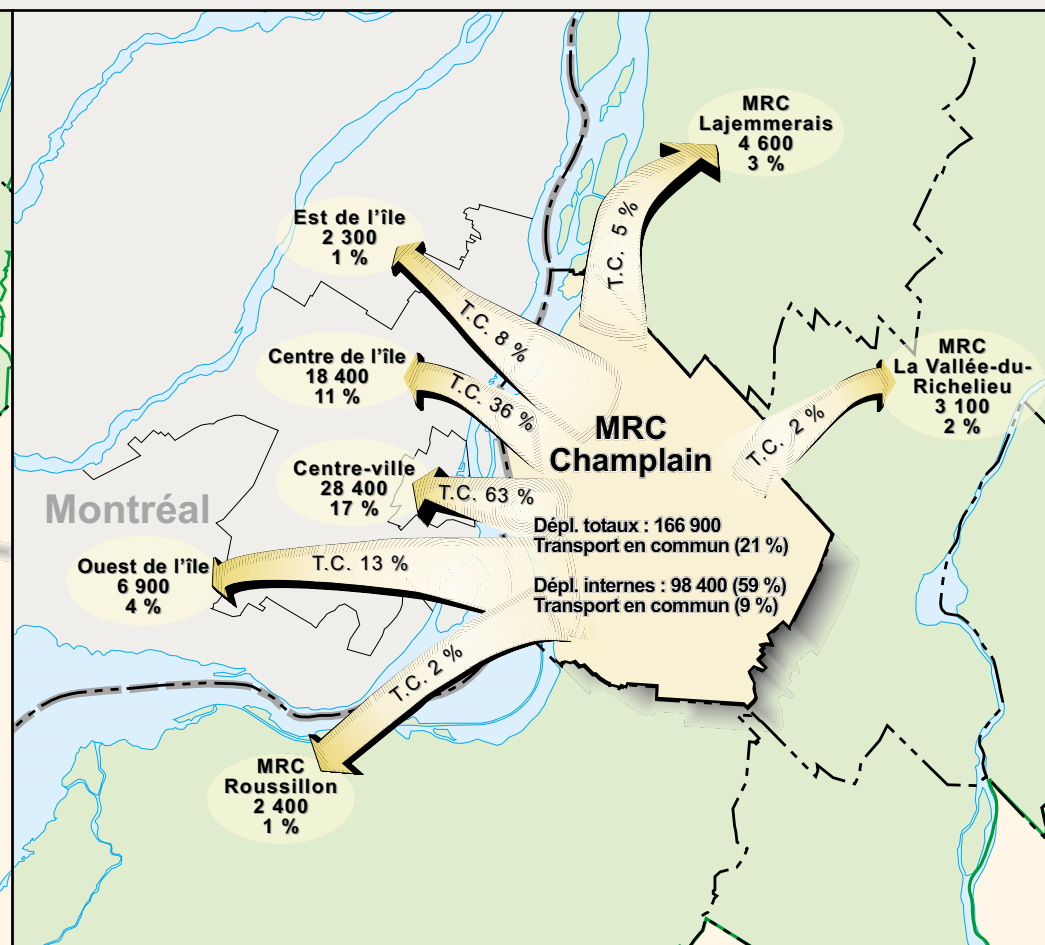 MRC
Lajemmerais
4 600
3 %
T.C. 5 %
Est de l'île
2 300
1 %
T.C. 8 %
Centre de l'île
18 400
11 %
T.C. 36 %
MRC
La Vallée-du-
Richelieu
3 100
2 %
T.C. 2 %
MRC
Champlain
Centre-ville
28 400
17 %
T.C. 63 %
Montréal
Dépl. totaux : 166 900
Transport en commun (21 %)
Dépl. internes : 98 400 (59 %)
Transport en commun (9 %)
Ouest de l'île
6 900
4 %
T.C. 13 %
T.C. 2 %
MRC
Roussillon
2 400
1 %